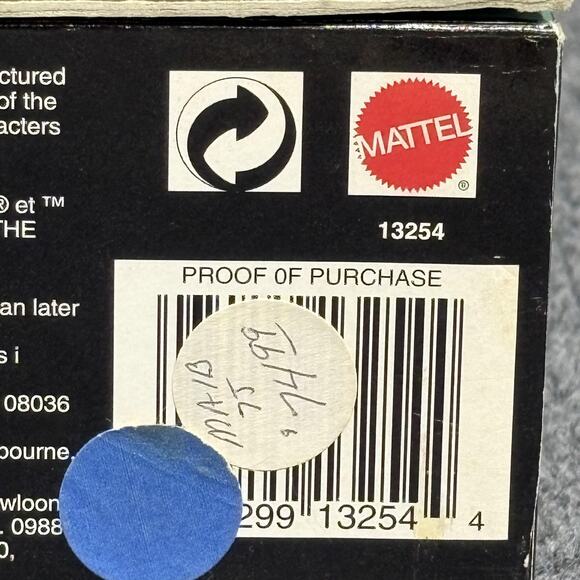 ctured
of the
acters
® et ™
THE
an later
s i
08036
bourne.
wloon
. 0988
0,
MATTEL
®
13254
PROOF OF PURCHASE
299 13254 4